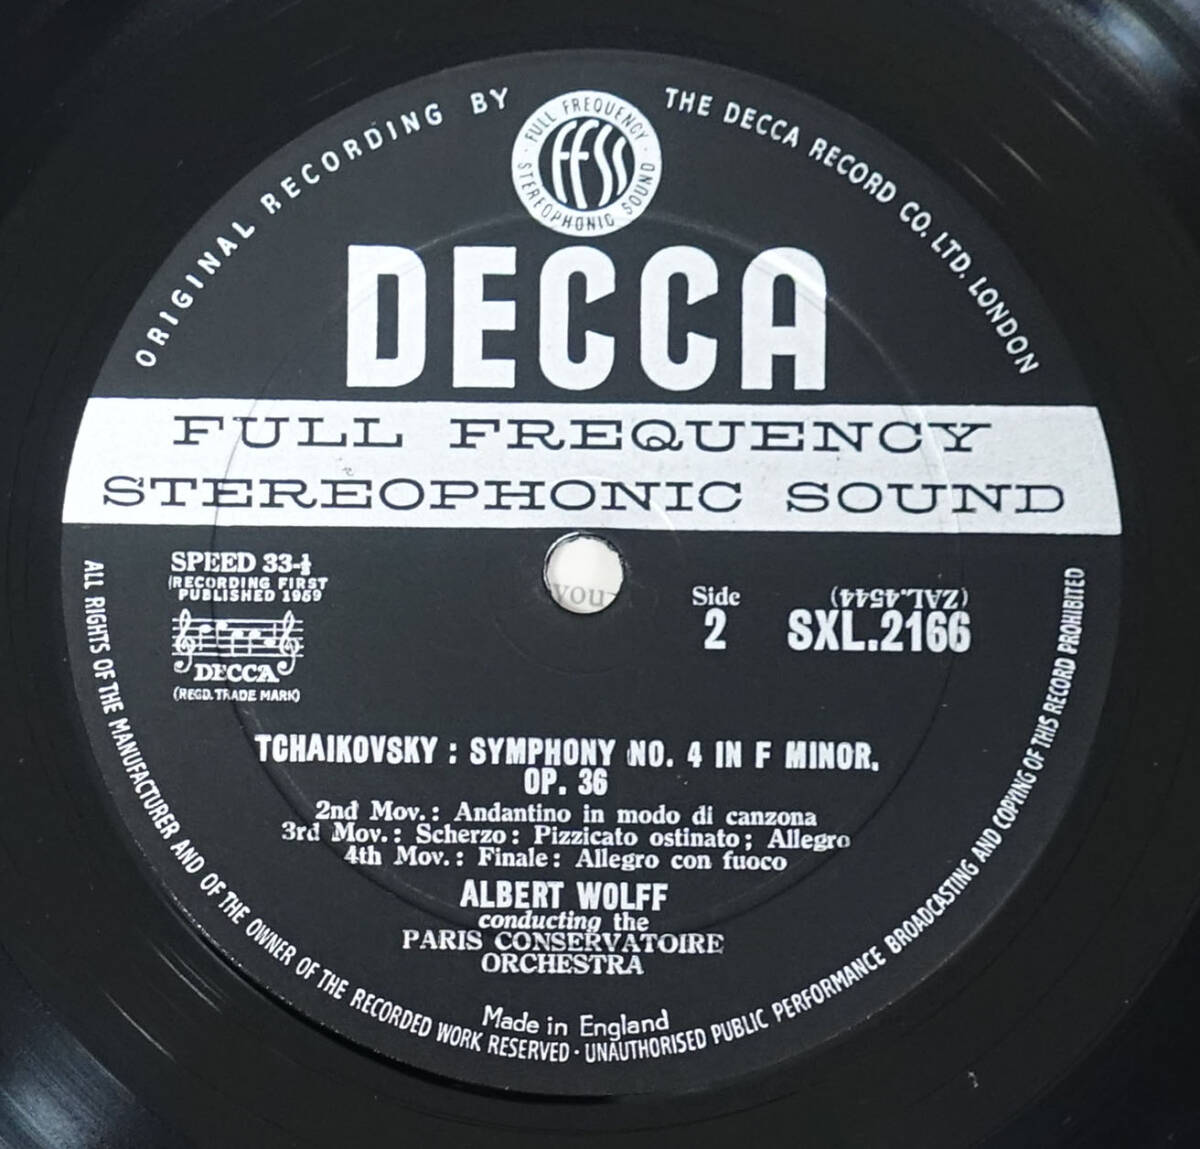 ORIGINAL RECORDING BY
THE DECCA RECORD CO. LTD. LONDON
· FULL FREQUENCY ·
FFSS
STEREOPHONIC SOUND
DECCA
FULL FREQUENCY
STEREOPHONIC SOUND
SPEED 33-⅓
RECORDING FIRST
PUBLISHED 1959
DECCA
(REGD. TRADE MARK)
you
Side
2
(ZAL.4544)
SXL.2166
TCHAIKOVSKY : SYMPHONY NO. 4 IN F MINOR,
OP. 36
2nd Mov.: Andantino in modo di canzona
3rd Mov.: Scherzo: Pizzicato ostinato; Allegro
4th Mov.: Finale: Allegro con fuoco
ALBERT WOLFF
conducting the
PARIS CONSERVATOIRE
ORCHESTRA
Made in England
ALL RIGHTS OF THE MANUFACTURER AND OF THE OWNER OF THE RECORDED WORK RESERVED · UNAUTHORISED PUBLIC PERFORMANCE BROADCASTING AND COPYING OF THIS RECORD PROHIBITED